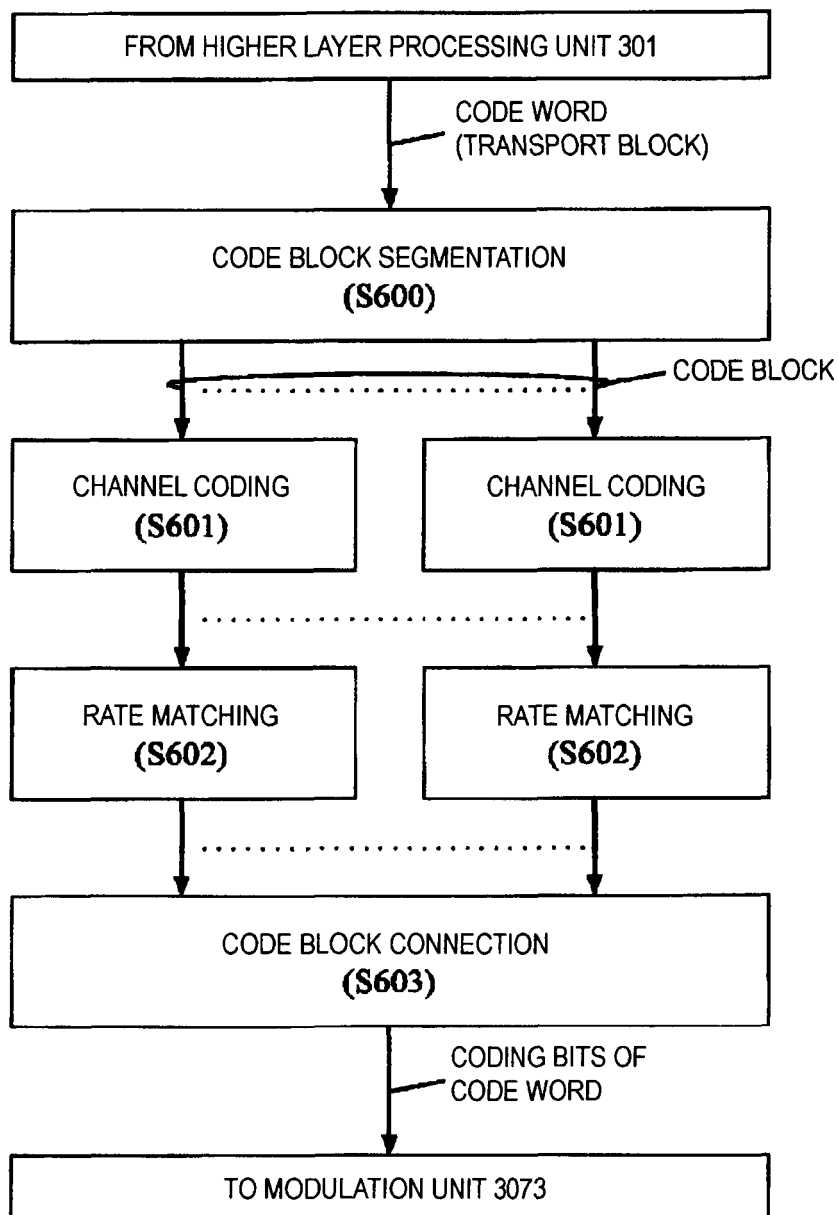 FROM HIGHER LAYER PROCESSING UNIT 301
CODE WORD
(TRANSPORT BLOCK)
CODE BLOCK SEGMENTATION
(S600)
CODE BLOCK
CHANNEL CODING
(S601)
CHANNEL CODING
(S601)
RATE MATCHING
(S602)
RATE MATCHING
(S602)
CODE BLOCK CONNECTION
(S603)
CODING BITS OF
CODE WORD
TO MODULATION UNIT 3073